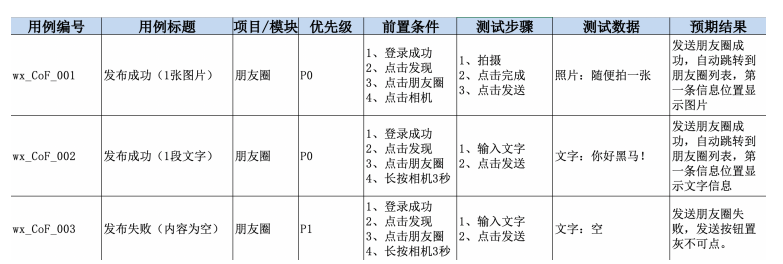 用例编号 用例标题 项目/模块 优先级 前置条件 测试步骤 测试数据 预期结果
wx_CoF_001
发布成功（1张图片）
朋友圈
P0
1、登录成功
2、点击发现
3、点击朋友圈
4、点击相机
1、拍摄
2、点击完成
3、点击发送
照片：随便拍一张
发送朋友圈成
功，自动跳转到
朋友圈列表，第
一条信息位置显
示图片
wx_CoF_002
发布成功（1段文字）
朋友圈
P0
1、登录成功
2、点击发现
3、点击朋友圈
4、长按相机3秒
1、输入文字
2、点击发送
文字：你好黑马！
发送朋友圈成
功，自动跳转到
朋友圈列表，第
一条信息位置显
示文字信息
wx_CoF_003
发布失败（内容为空）
朋友圈
P1
1、登录成功
2、点击发现
3、点击朋友圈
4、长按相机3秒
1、输入文字
2、点击发送
文字：空
发送朋友圈失
败，发送按钮置
灰不可点。